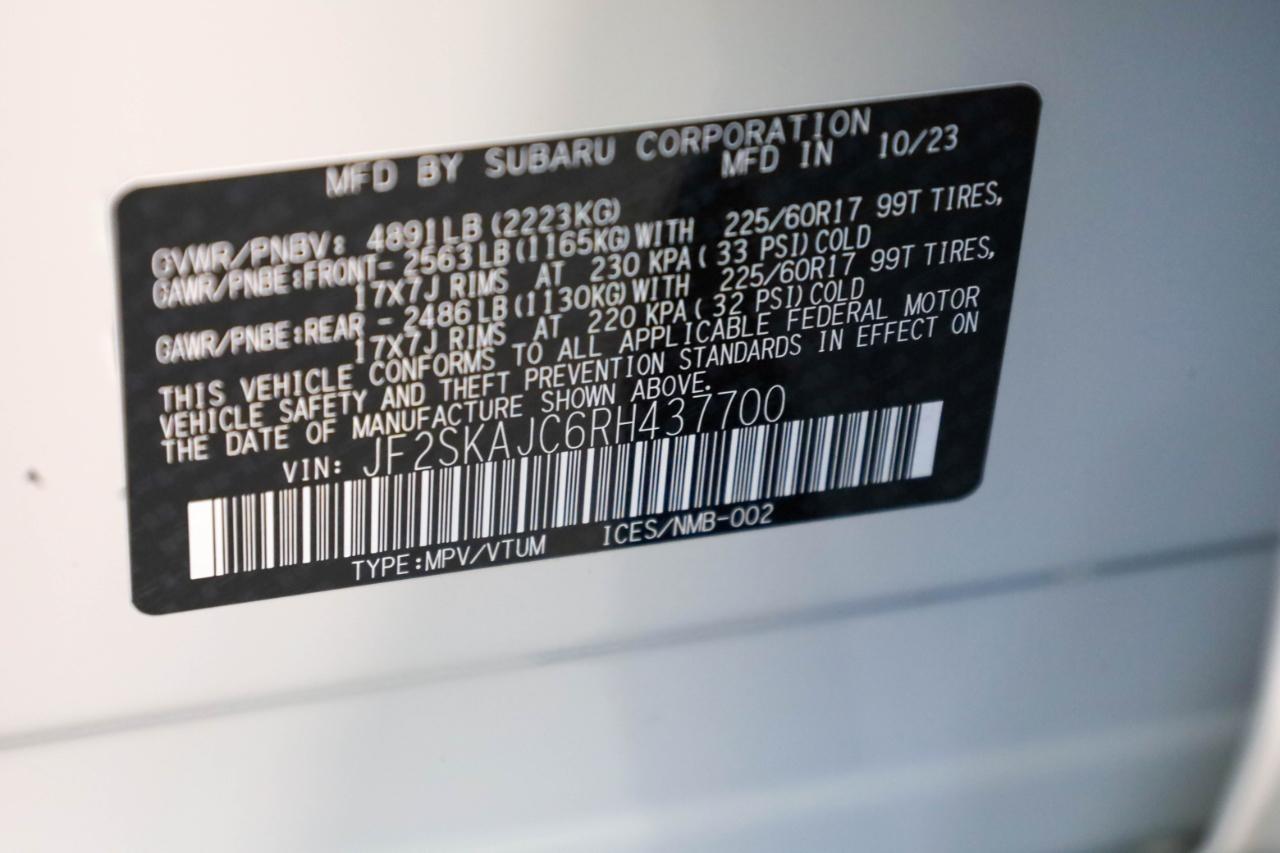 MFD BY SUBARU CORPORATION
MFD IN 10/23
GVWR/PNBV: 4891LB (2223KG)
GAWR/PNBE:FRONT- 2563LB (1165KG) WITH 225/60R17 99T TIRES,
17X7J RIMS AT 230 KPA ( 33 PSI) COLD
GAWR/PNBE:REAR - 2486LB (1130KG) WITH 225/60R17 99T TIRES,
17X7J RIMS AT 220 KPA ( 32 PSI) COLD
THIS VEHICLE CONFORMS TO ALL APPLICABLE FEDERAL MOTOR
VEHICLE SAFETY AND THEFT PREVENTION STANDARDS IN EFFECT ON
THE DATE OF MANUFACTURE SHOWN ABOVE.
VIN: JF2SKAJC6RH437700
TYPE:MPV/VTUM ICES/NMB-002